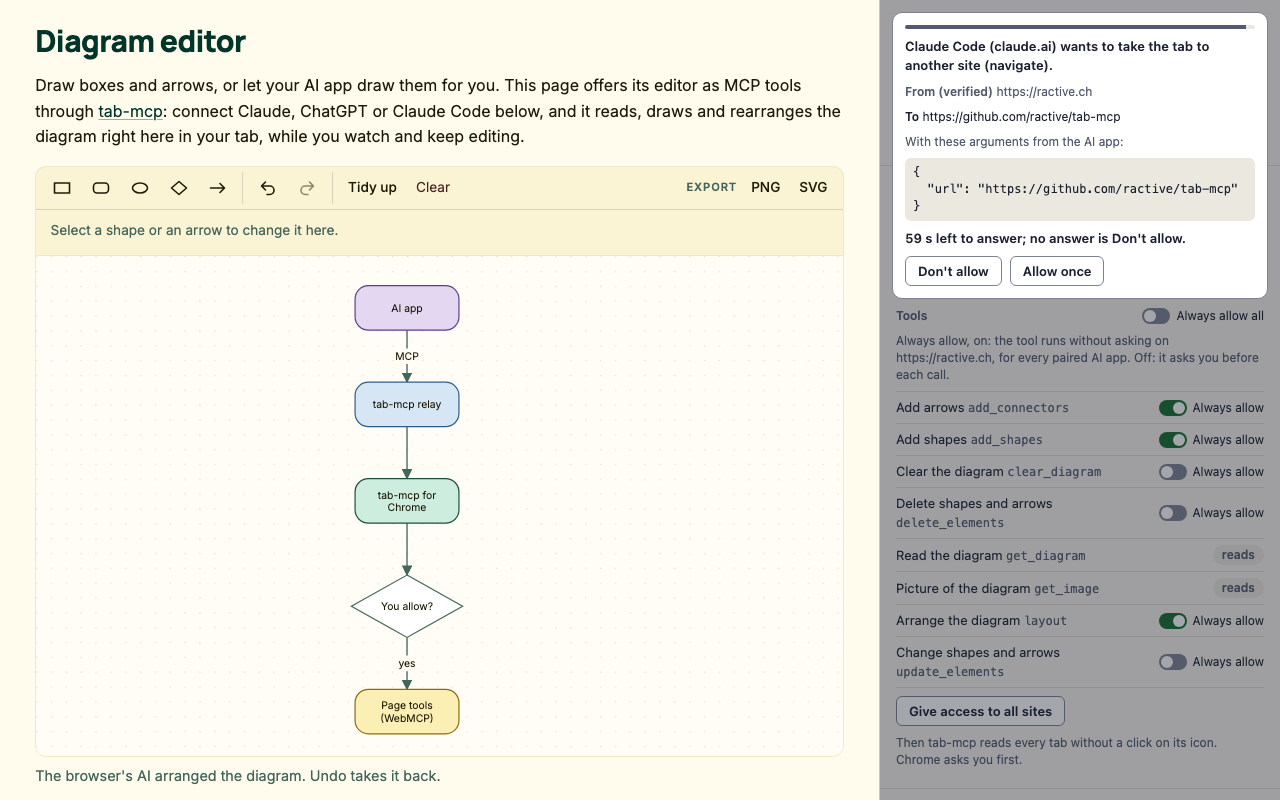 Diagram editor
Draw boxes and arrows, or let your AI app draw them for you. This page offers its editor as MCP tools
through tab-mcp: connect Claude, ChatGPT or Claude Code below, and it reads, draws and rearranges the
diagram right here in your tab, while you watch and keep editing.
Tidy up
Clear
EXPORT
PNG
SVG
Select a shape or an arrow to change it here.
AI app
MCP
tab-mcp relay
tab-mcp for
Chrome
You allow?
yes
Page tools
(WebMCP)
The browser's AI arranged the diagram. Undo takes it back.
Claude Code (claude.ai) wants to take the tab to
another site (navigate).
From (verified) https://ractive.ch
To https://github.com/ractive/tab-mcp
With these arguments from the AI app:
{
"url": "https://github.com/ractive/tab-mcp"
}
59 s left to answer; no answer is Don't allow.
Don't allow
Allow once
Tools
Always allow all
Always allow, on: the tool runs without asking on
https://ractive.ch, for every paired AI app. Off: it asks you before
each call.
Add arrows add_connectors
Always allow
Add shapes add_shapes
Always allow
Clear the diagram clear_diagram
Always allow
Delete shapes and arrows
delete_elements
Always allow
Read the diagram get_diagram
reads
Picture of the diagram get_image
reads
Arrange the diagram layout
Always allow
Change shapes and arrows
update_elements
Always allow
Give access to all sites
Then tab-mcp reads every tab without a click on its icon.
Chrome asks you first.